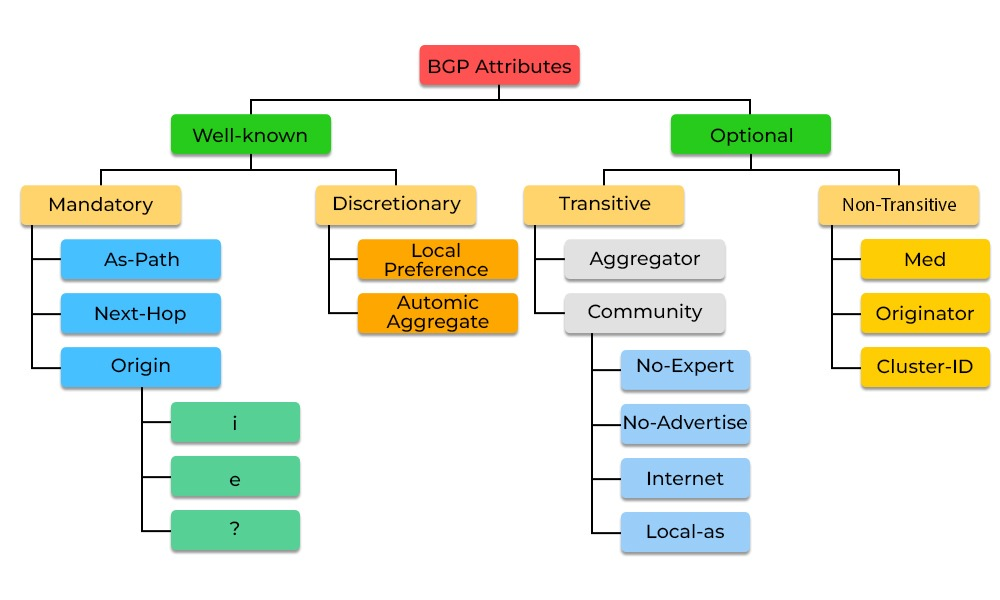 BGP Attributes
Well-known
Optional
Mandatory
Discretionary
Transitive
Non-Transitive
As-Path
Next-Hop
Origin
i
e
?
Local
Preference
Automic
Aggregate
Aggregator
Community
No-Expert
No-Advertise
Internet
Local-as
Med
Originator
Cluster-ID